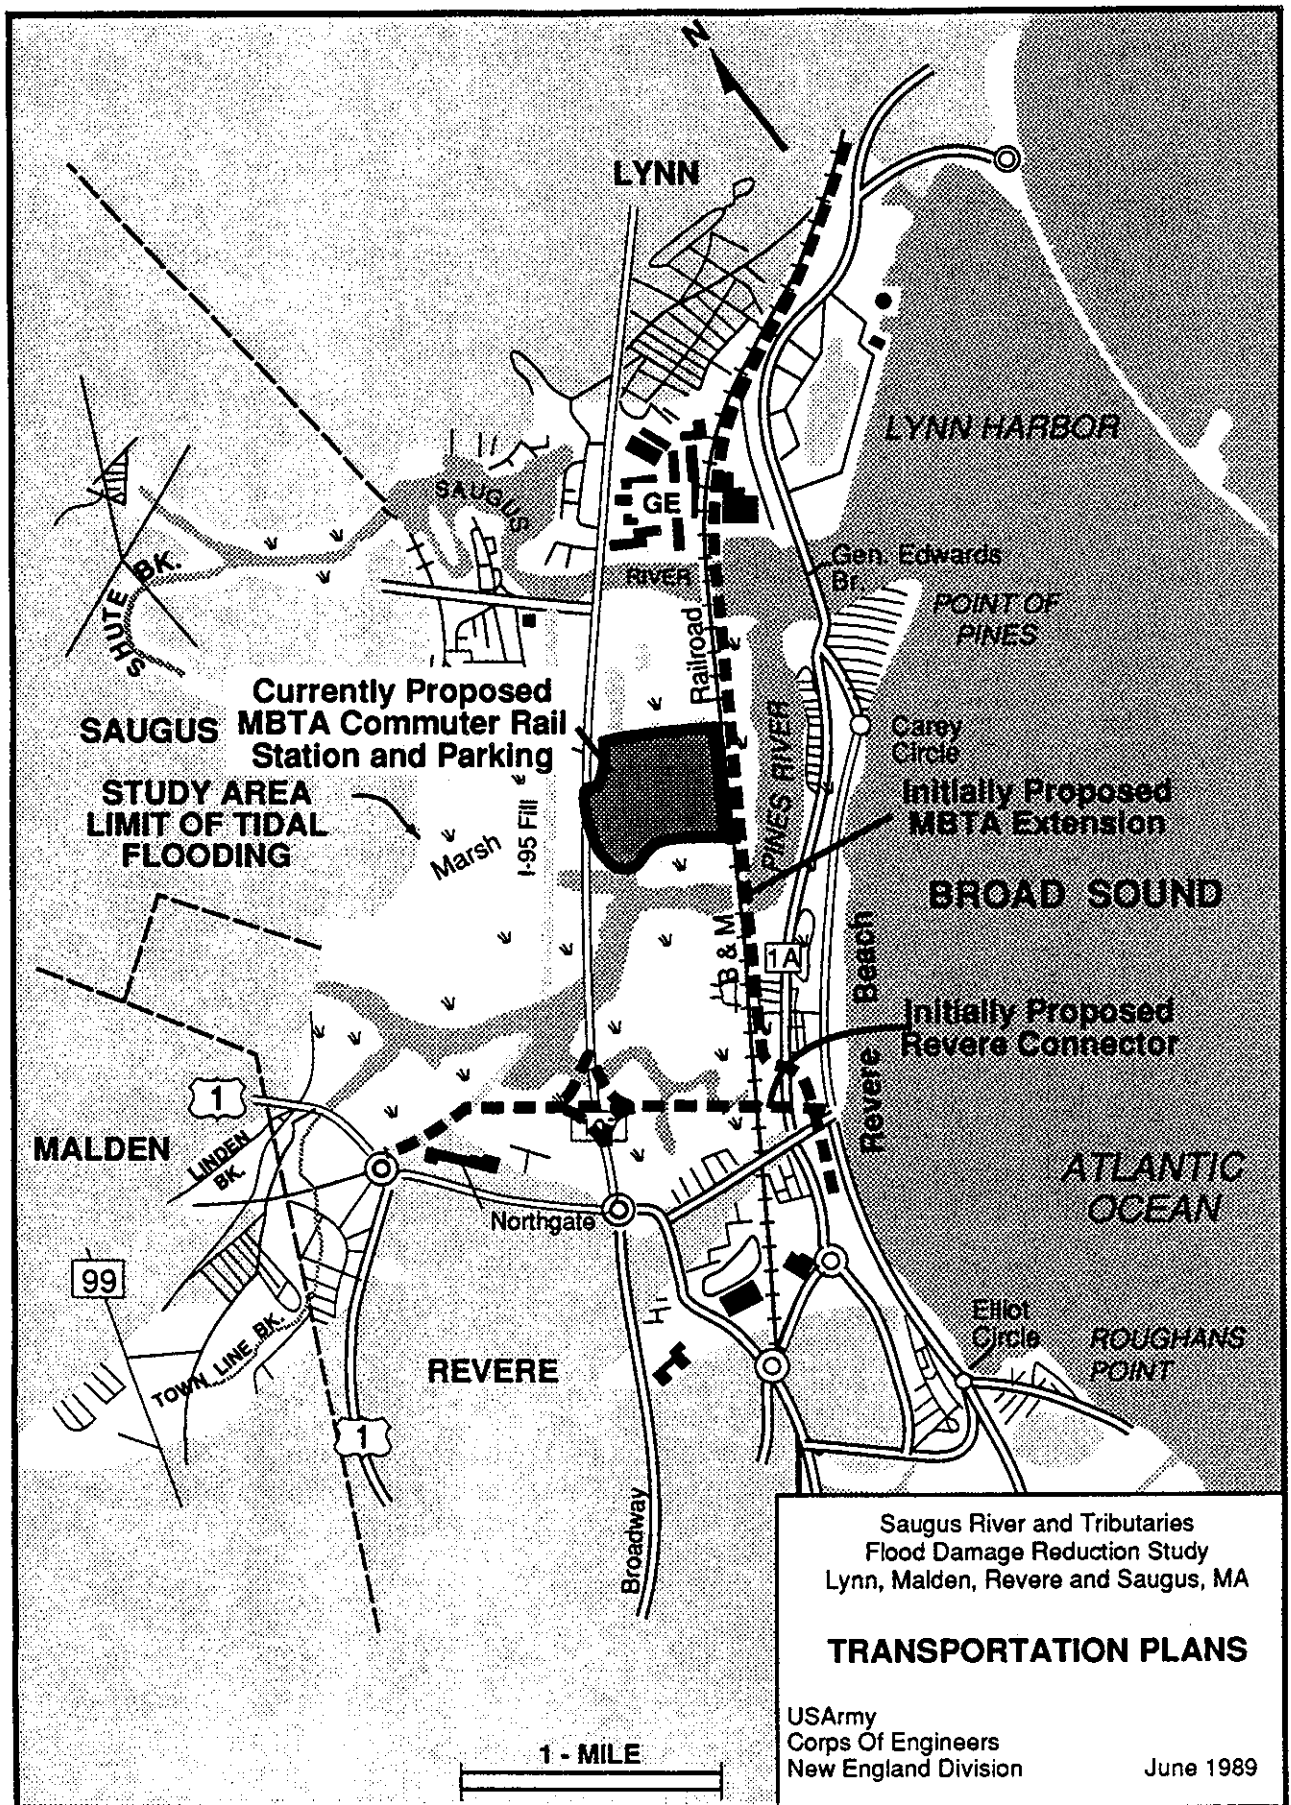 N
LYNN
LYNN HARBOR
SAUGUS
GE
RIVER
Gen. Edwards
Br.
POINT OF
PINES
SHUTE BK.
Railroad
Currently Proposed
MBTA Commuter Rail
Station and Parking
SAUGUS
PINES RIVER
Carey
Circle
STUDY AREA
LIMIT OF TIDAL
FLOODING
Marsh
I-95 Fill
Initially Proposed
MBTA Extension
BROAD SOUND
B & M
1A
Revere Beach
Initially Proposed
Revere Connector
1
MALDEN
LINDEN
BK.
Northgate
ATLANTIC
OCEAN
99
TOWN LINE BK.
REVERE
Elliot
Circle
ROUGHANS
POINT
1
Broadway
1 - MILE
Saugus River and Tributaries
Flood Damage Reduction Study
Lynn, Malden, Revere and Saugus, MA
TRANSPORTATION PLANS
USArmy
Corps Of Engineers
New England Division
June 1989